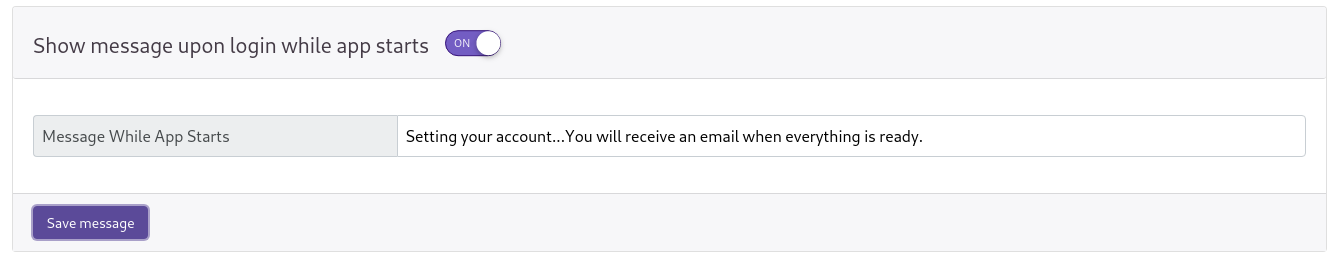 Show message upon login while app starts
ON
Message While App Starts
Setting your account...You will receive an email when everything is ready.
Save message